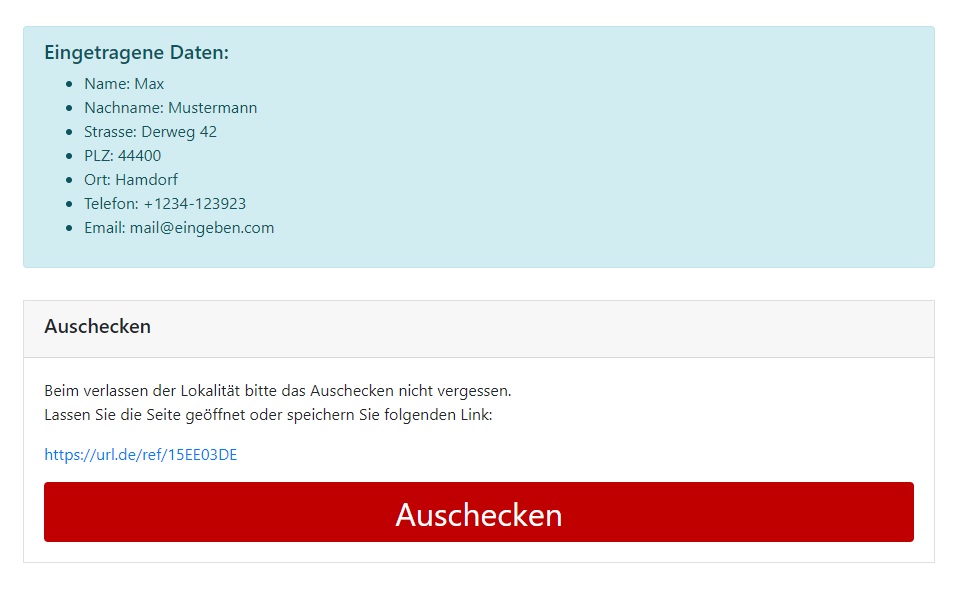 Eingetragene Daten:
Name: Max
Nachname: Mustermann
Strasse: Derweg 42
PLZ: 44400
Ort: Hamdorf
Telefon: +1234-123923
Email: mail@eingeben.com
Auschecken
Beim verlassen der Lokalität bitte das Auschecken nicht vergessen.
Lassen Sie die Seite geöffnet oder speichern Sie folgenden Link:
https://url.de/ref/15EE03DE
Auschecken